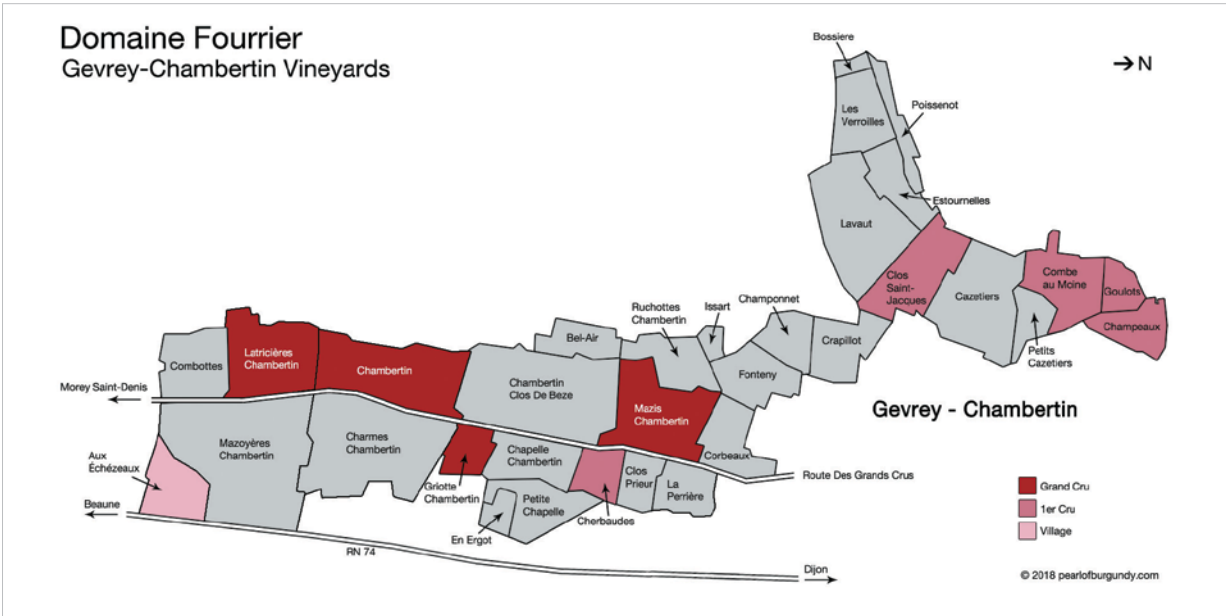 Domaine Fourrier
Gevrey-Chambertin Vineyards
N
Bossiere
Les
Verroilles
Poissenot
Estournelles
Lavaut
Clos
Saint-
Jacques
Cazetiers
Combe
au Moine
Goulots
Champeaux
Petits
Cazetiers
Ruchottes
Chambertin
Issart
Champonnet
Crapillot
Bel-Air
Fonteny
Combottes
Latricières
Chambertin
Chambertin
Chambertin
Clos De Beze
Mazis
Chambertin
Morey Saint-Denis
Gevrey - Chambertin
Mazoyères
Chambertin
Charmes
Chambertin
Griotte
Chambertin
Chapelle
Chambertin
Clos
Prieur
La
Perrière
Corbeaux
Route Des Grands Crus
Aux
Échézeaux
Beaune
En Ergot
Petite
Chapelle
Cherbaudes
RN 74
Dijon
Grand Cru
1er Cru
Village
© 2018 pearlofburgundy.com